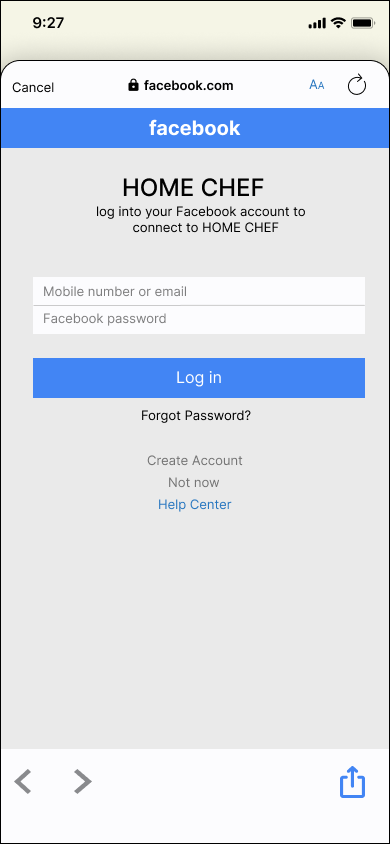 9:27
Cancel
facebook.com
AA
facebook
HOME CHEF
log into your Facebook account to
connect to HOME CHEF
Mobile number or email
Facebook password
Log in
Forgot Password?
Create Account
Not now
Help Center